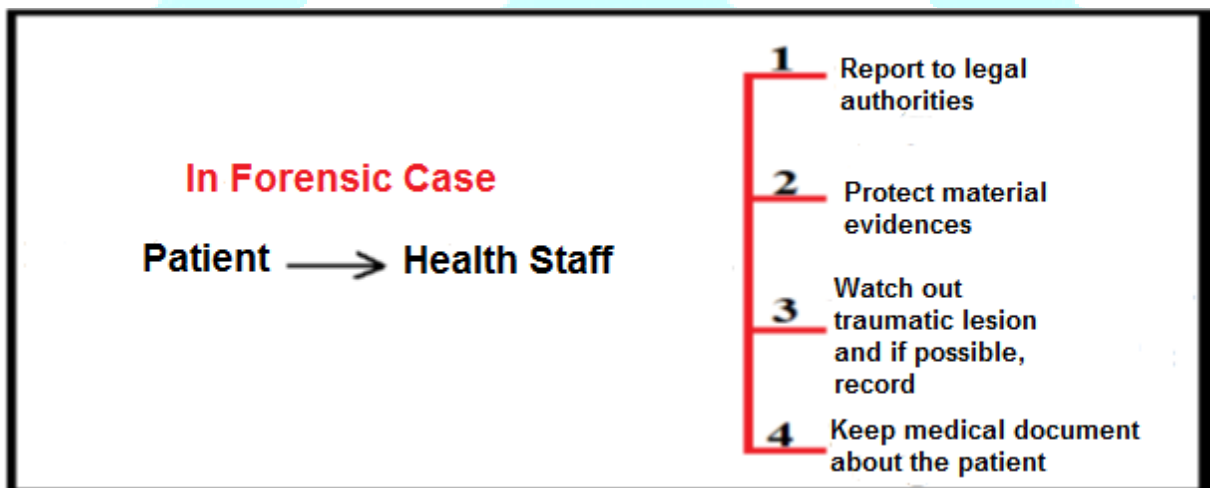 In Forensic Case
Patient → Health Staff
1 Report to legal
authorities
2 Protect material
evidences
3 Watch out
traumatic lesion
and if possible,
record
4 Keep medical document
about the patient